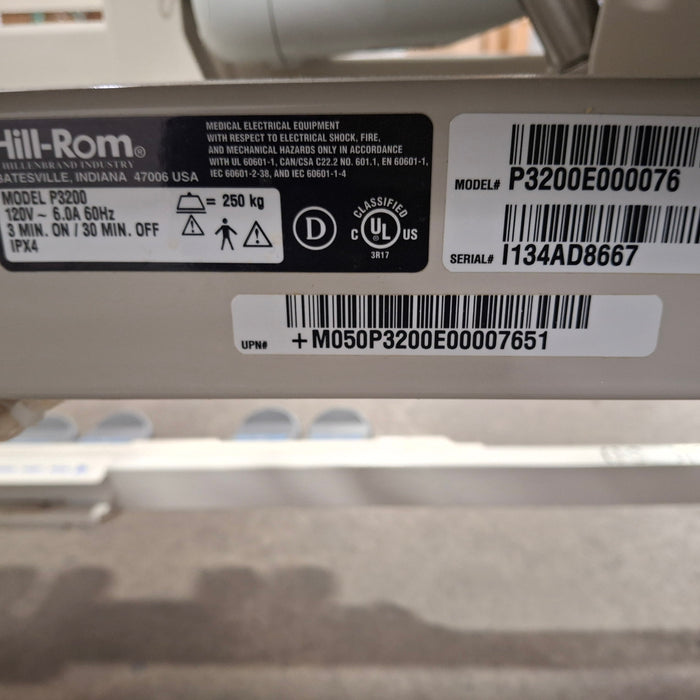 Hill-Rom®
HILLENBRAND INDUSTRY
BATESVILLE, INDIANA 47006 USA
MEDICAL ELECTRICAL EQUIPMENT
WITH RESPECT TO ELECTRICAL SHOCK, FIRE,
AND MECHANICAL HAZARDS ONLY IN ACCORDANCE
WITH UL 60601-1, CAN/CSA C22.2 NO. 601.1, EN 60601-1,
IEC 60601-2-38, AND IEC 60601-1-4
MODEL P3200
120V ~ 6.0A 60Hz
3 MIN. ON / 30 MIN. OFF
IPX4
= 250 kg
D
CLASSIFIED
C UL US
®
3R17
MODEL# P3200E000076
SERIAL# I134AD8667
UPN# +M050P3200E00007651